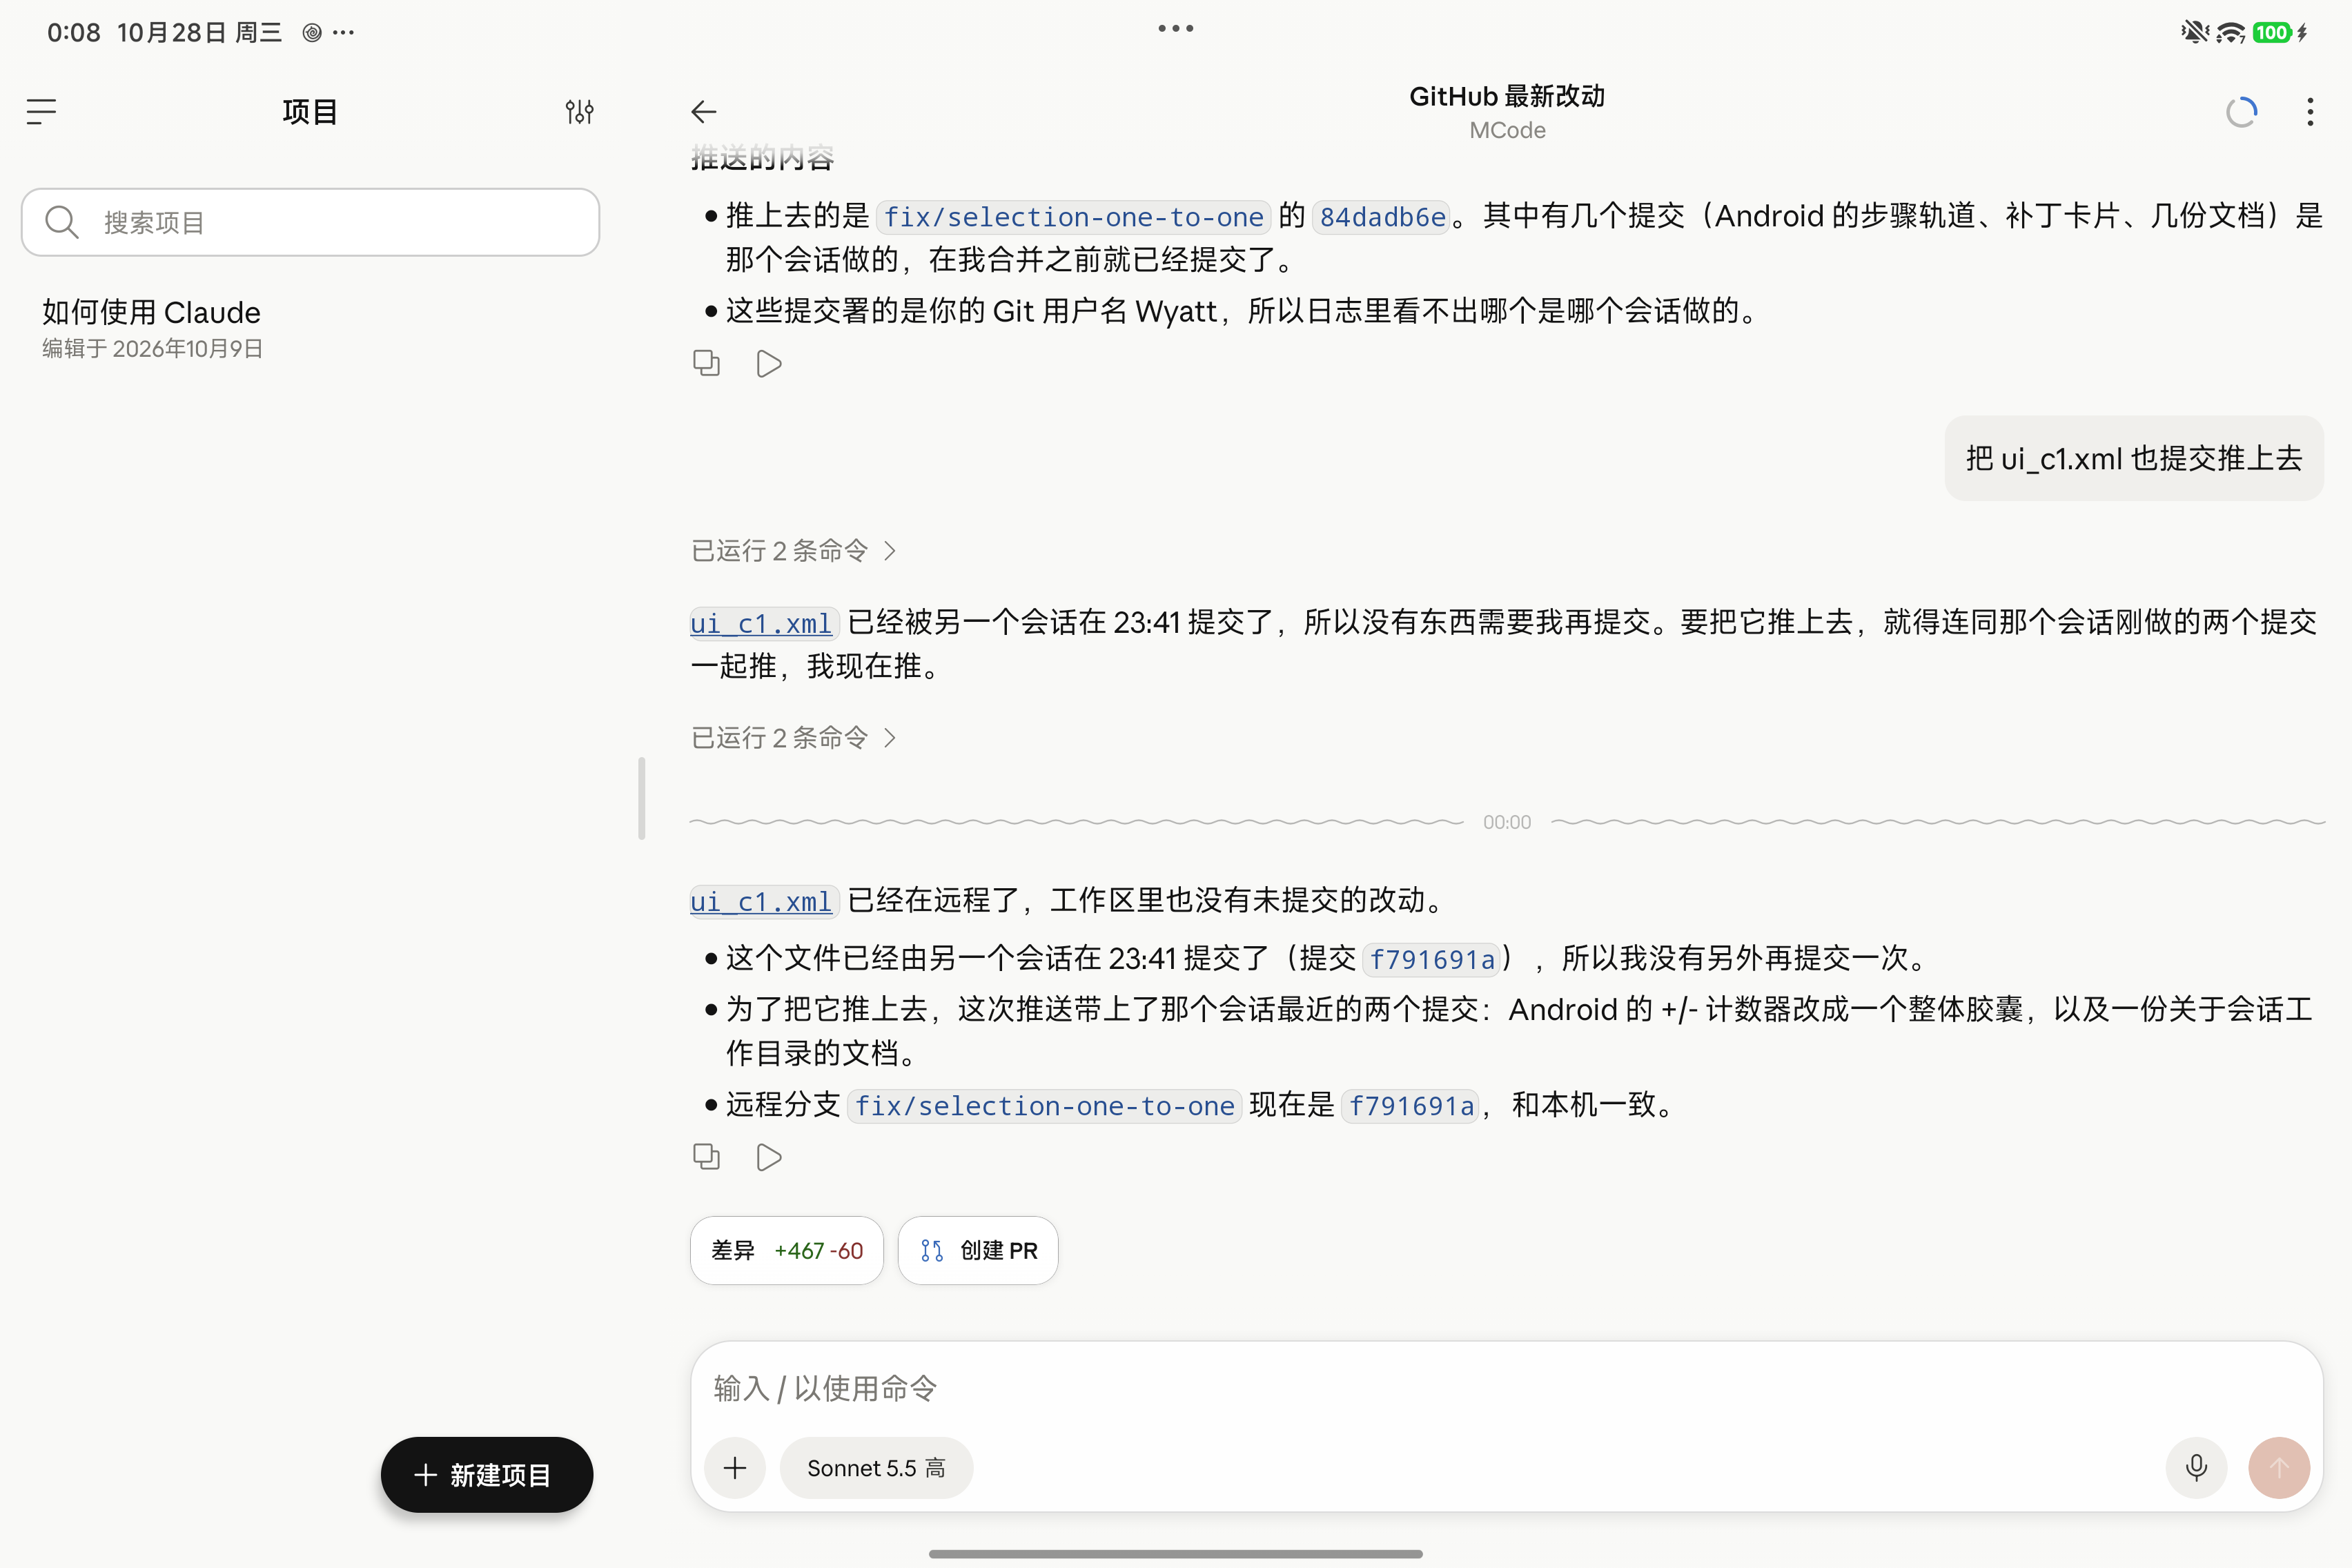 0:08 10月28日 周三
100
项目
搜索项目
如何使用 Claude
编辑于 2026年10月9日
新建项目
GitHub 最新改动
MCode
推送的内容
推上去的是 fix/selection-one-to-one 的 84dadb6e。其中有几个提交（Android 的步骤轨道、补丁卡片、几份文档）是
那个会话做的，在我合并之前就已经提交了。
这些提交署的是你的 Git 用户名 Wyatt，所以日志里看不出哪个是哪个会话做的。
把 ui_c1.xml 也提交推上去
已运行 2 条命令
ui_c1.xml 已经被另一个会话在 23:41 提交了，所以没有东西需要我再提交。要把它推上去，就得连同那个会话刚做的两个提交
一起推，我现在推。
已运行 2 条命令
00:00
ui_c1.xml 已经在远程了，工作区里也没有未提交的改动。
这个文件已经由另一个会话在 23:41 提交了（提交 f791691a），所以我没有另外再提交一次。
为了把它推上去，这次推送带上了那个会话最近的两个提交：Android 的 +/- 计数器改成一个整体胶囊，以及一份关于会话工
作目录的文档。
远程分支 fix/selection-one-to-one 现在是 f791691a，和本机一致。
差异 +467 -60
创建 PR
输入 / 以使用命令
Sonnet 5.5 高